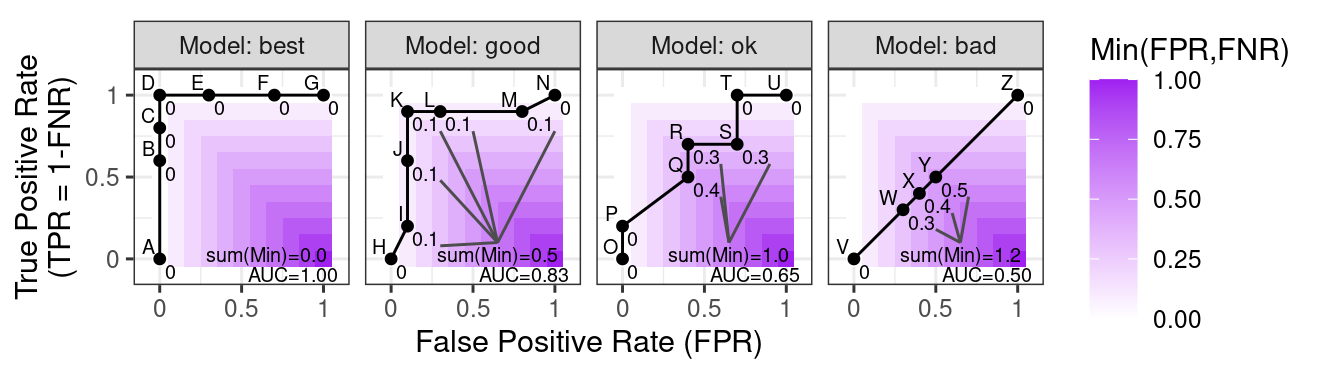 Model: best
Model: good
Model: ok
Model: bad
Min(FPR,FNR)
1.00
0.75
0.50
0.25
0.00
True Positive Rate
(TPR = 1-FNR)
1
0.5
0
D E F G
0 0 0 0
C
0
B
0
A
0
sum(Min)=0.0
AUC=1.00
N
0
K L M
0.1 0.1 0.1
J
0.1
I
0.1
H
0
sum(Min)=0.5
AUC=0.83
T U
0 0
R S
0.3 0.3
Q
0.4
P
0
O
0
sum(Min)=1.0
AUC=0.65
Z
0
Y
0.5
X
0.4
W
0.3
V
0
sum(Min)=1.2
AUC=0.50
0 0.5 1
0 0.5 1
0 0.5 1
0 0.5 1
False Positive Rate (FPR)